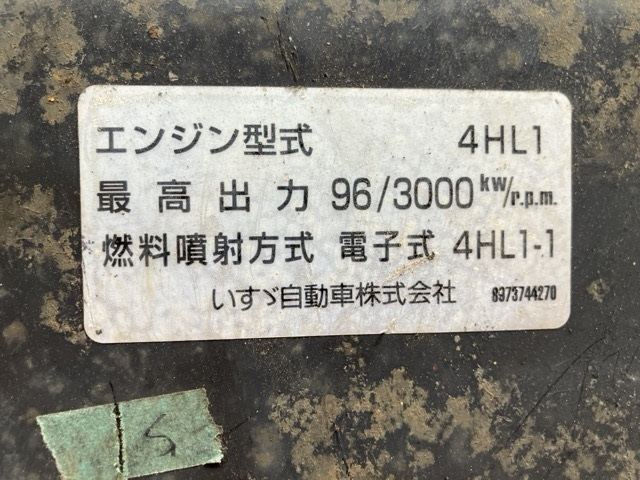 エンジン型式 4HL1
最高出力 96/3000 kw/r.p.m.
燃料噴射方式 電子式 4HL1-1
いすゞ自動車株式会社 8973744270
S